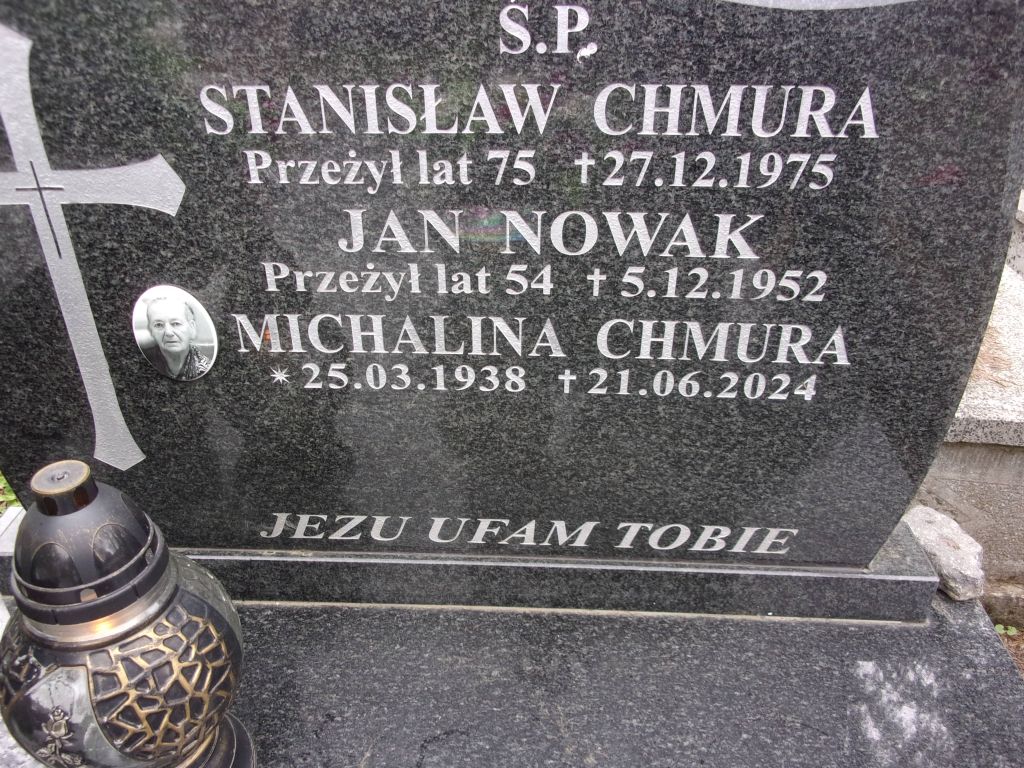 Ś.P.
STANISŁAW CHMURA
Przeżył lat 75 ✝27.12.1975
JAN NOWAK
Przeżył lat 54 ✝5.12.1952
MICHALINA CHMURA
✴25.03.1938 ✝21.06.2024
JEZU UFAM TOBIE